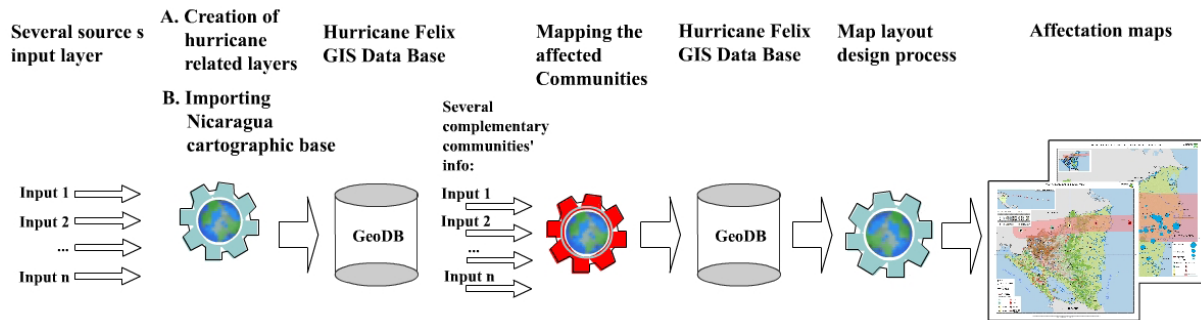 Several source s
input layer
A. Creation of
hurricane
related layers
B. Importing
Nicaragua
cartographic base
Hurricane Felix
GIS Data Base
Several
complementary
communities'
info:
Mapping the
affected
Communities
Hurricane Felix
GIS Data Base
Map layout
design process
Affectation maps
Input 1
Input 2
...
Input n
GeoDB
Input 1
Input 2
...
Input n
GeoDB